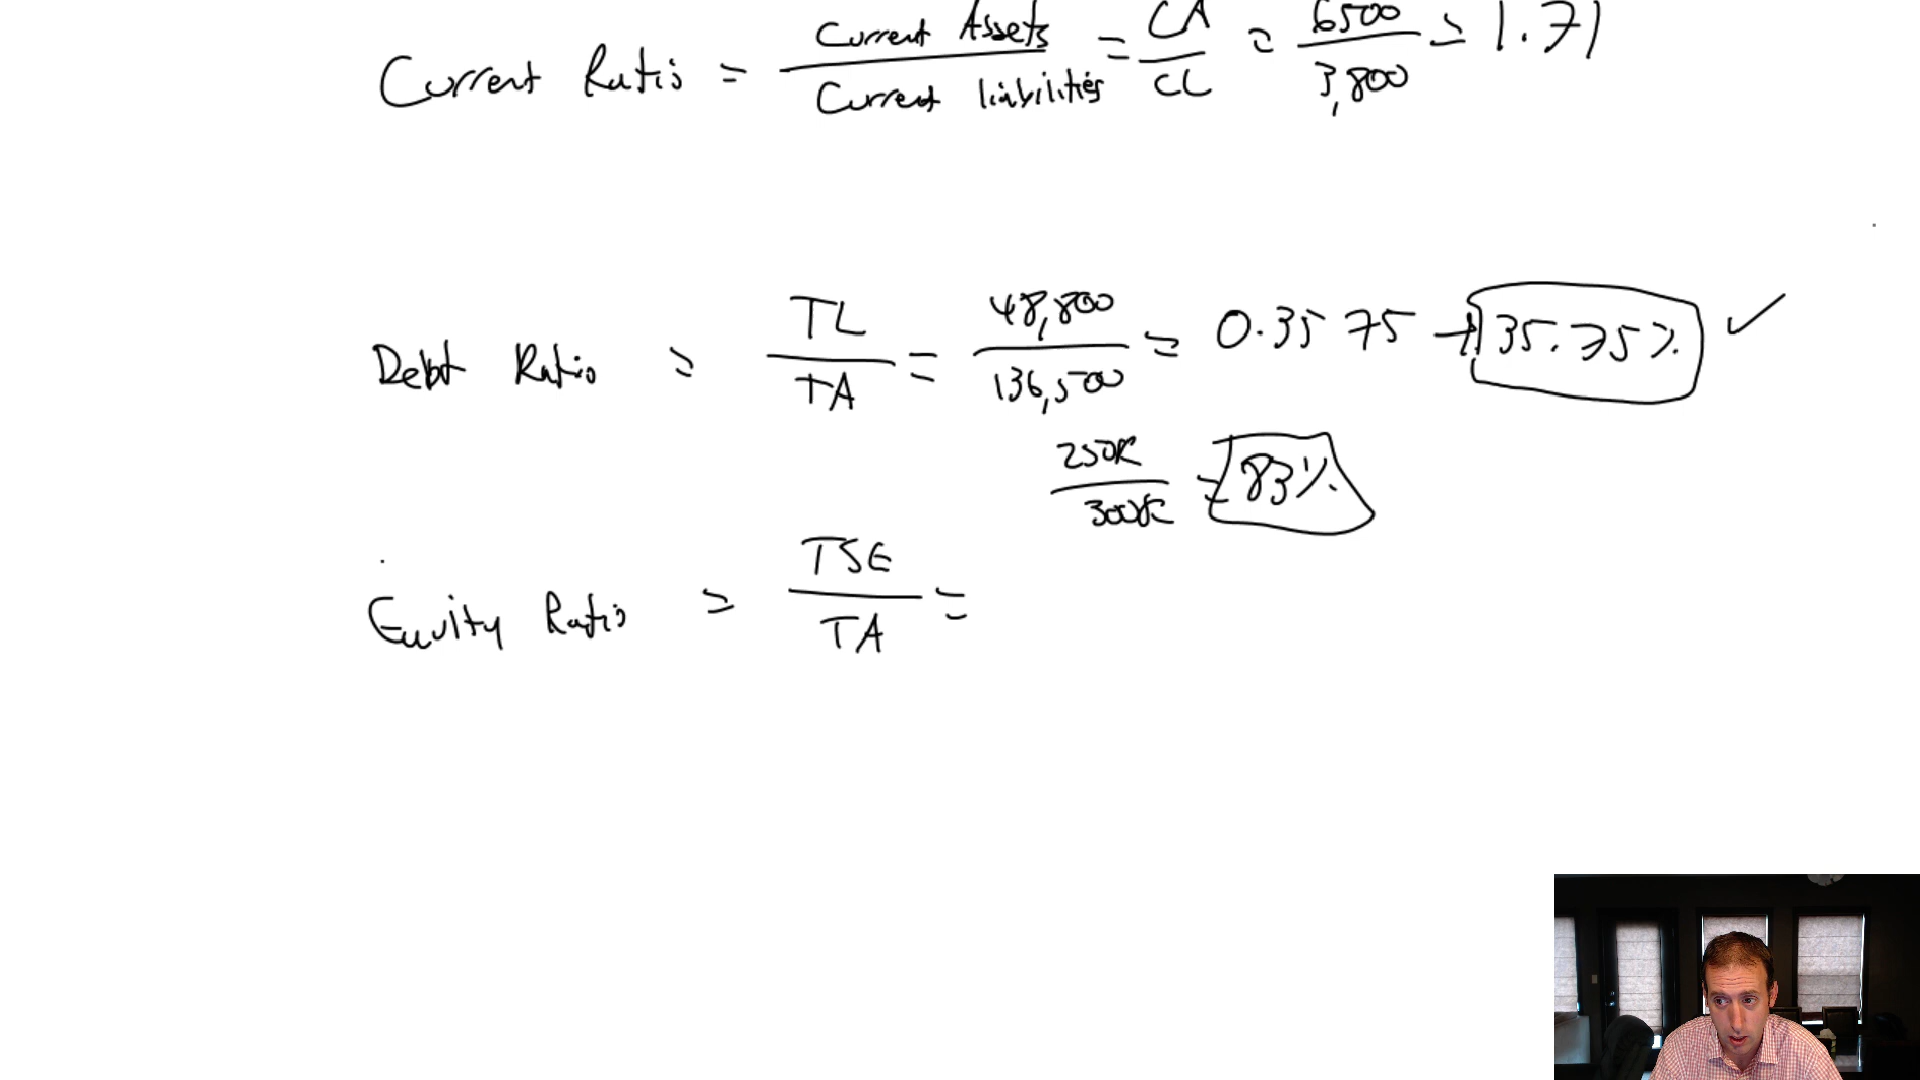 Current Ratio = Current Assets / Current liabilities = CA / CL = 6500 / 3,800 = 1.71
Debt Ratio = TL / TA = 48,800 / 136,500 = 0.3575 → 35.75% ✓
250K / 300K = 83%
Equity Ratio = TSE / TA =